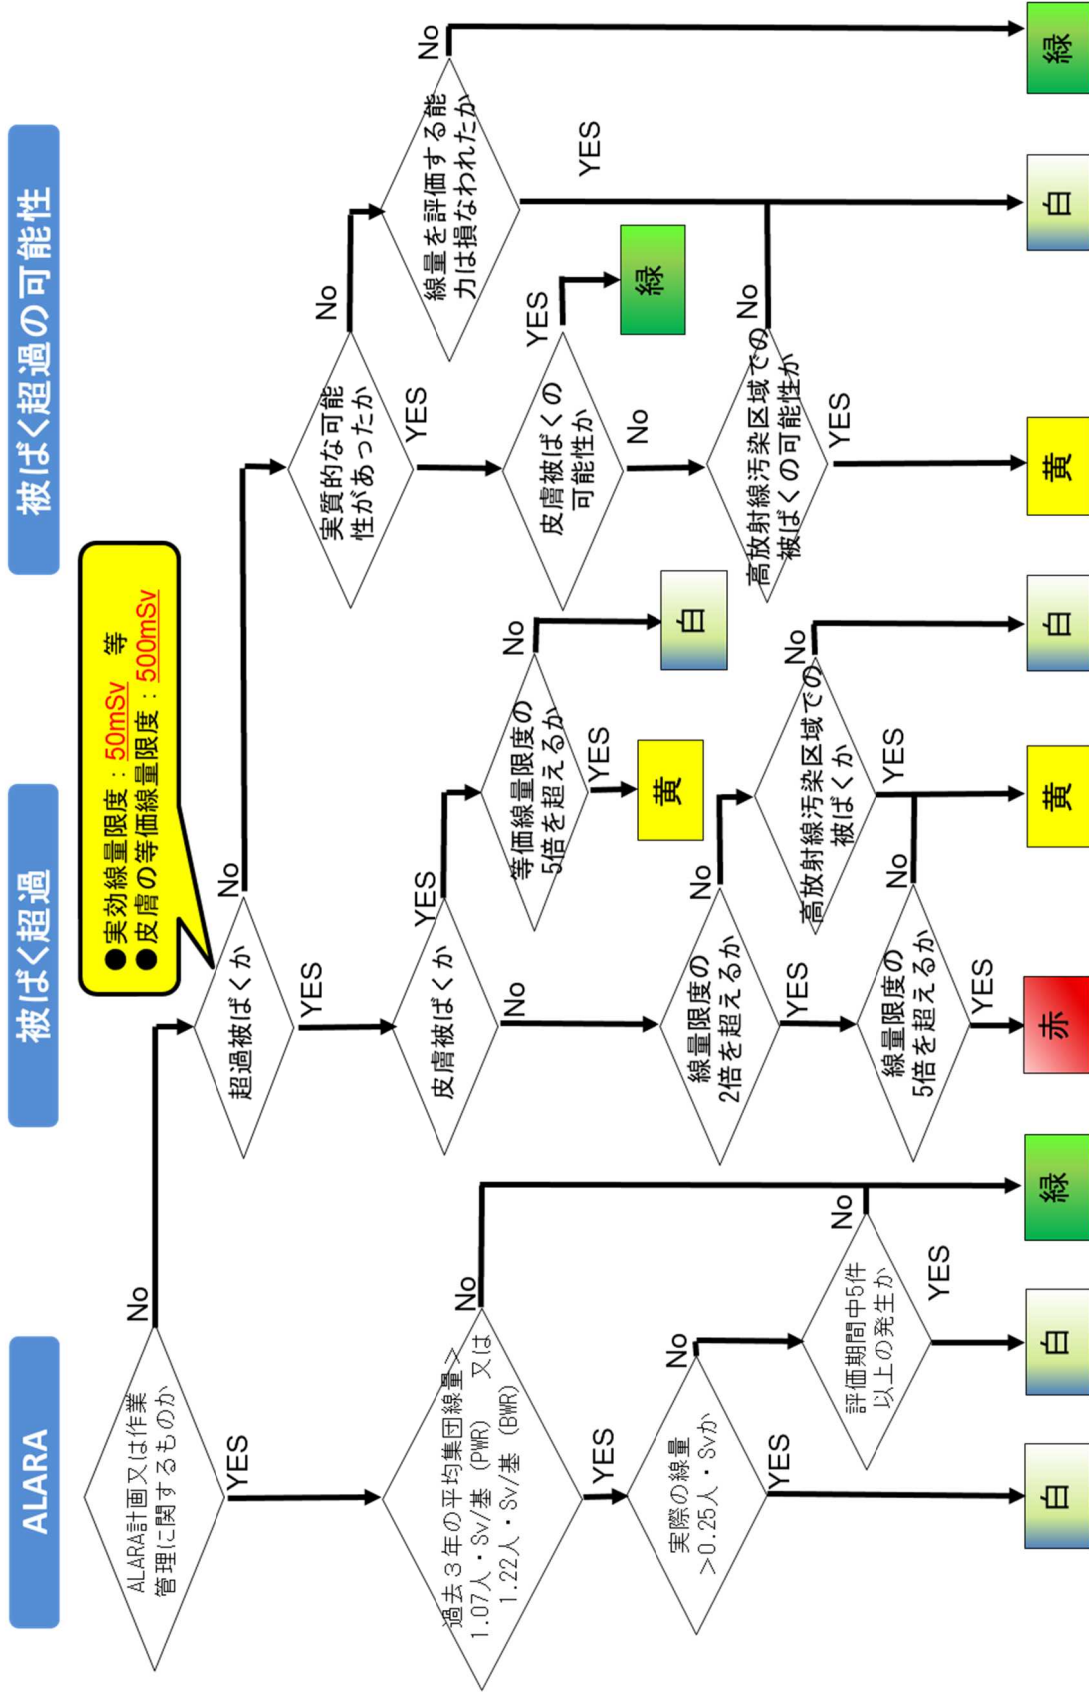 ALARA
被ばく超過
被ばく超過の可能性
●実効線量限度：50mSv 等
●皮膚の等価線量限度：500mSv
ALARA計画又は作業
管理に関するものか
No
YES
過去３年の平均集団線量＞
1.07人・Sv/基（PWR） 又は
1.22人・Sv/基（BWR）
No
YES
実際の線量
＞0.25人・Svか
No
YES
評価期間中5件
以上の発生か
No
YES
白
白
緑
超過被ばくか
No
YES
皮膚被ばくか
YES
No
等価線量限度の
5倍を超えるか
No
YES
白
黄
線量限度の
2倍を超えるか
No
YES
高放射線汚染区域での
被ばくか
No
YES
線量限度の
5倍を超えるか
No
YES
赤
黄
白
実質的な可能
性があったか
No
YES
線量を評価する能
力は損なわれたか
No
YES
皮膚被ばくの
可能性か
YES
No
緑
高放射線汚染区域での
被ばくの可能性か
No
YES
黄
白
緑